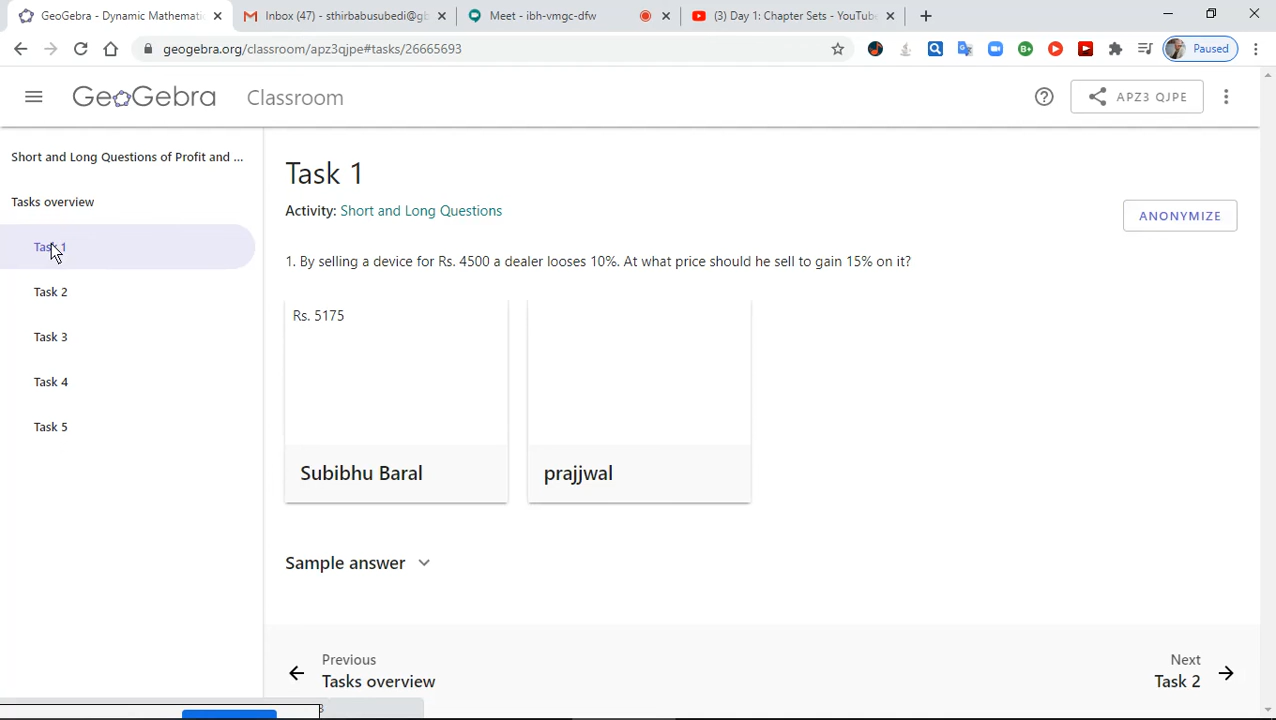 GeoGebra - Dynamic Mathemati
Inbox (47) - sthirbabusubedi@gb
Meet - ibh-vmgc-dfw
(3) Day 1: Chapter Sets - YouTube
geogebra.org/classroom/apz3qjpe#tasks/26665693
B+
Paused
GeoGebra
Classroom
APZ3 QJPE
Short and Long Questions of Profit and ...
Tasks overview
Task 1
Task 2
Task 3
Task 4
Task 5
Task 1
Activity: Short and Long Questions
ANONYMIZE
1. By selling a device for Rs. 4500 a dealer looses 10%. At what price should he sell to gain 15% on it?
Rs. 5175
Subibhu Baral
prajjwal
Sample answer
Previous
Tasks overview
Next
Task 2